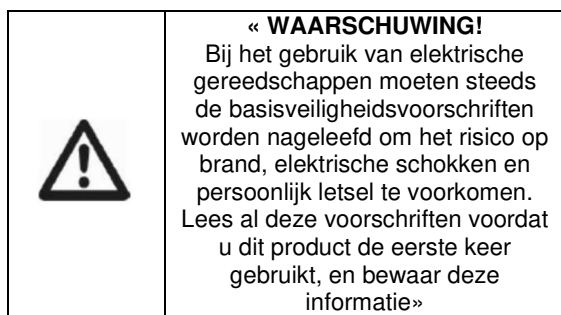 « WAARSCHUWING!
Bij het gebruik van elektrische
gereedschappen moeten steeds
de basisveiligheidsvoorschriften
worden nageleefd om het risico op
brand, elektrische schokken en
persoonlijk letsel te voorkomen.
Lees al deze voorschriften voordat
u dit product de eerste keer
gebruikt, en bewaar deze
informatie»